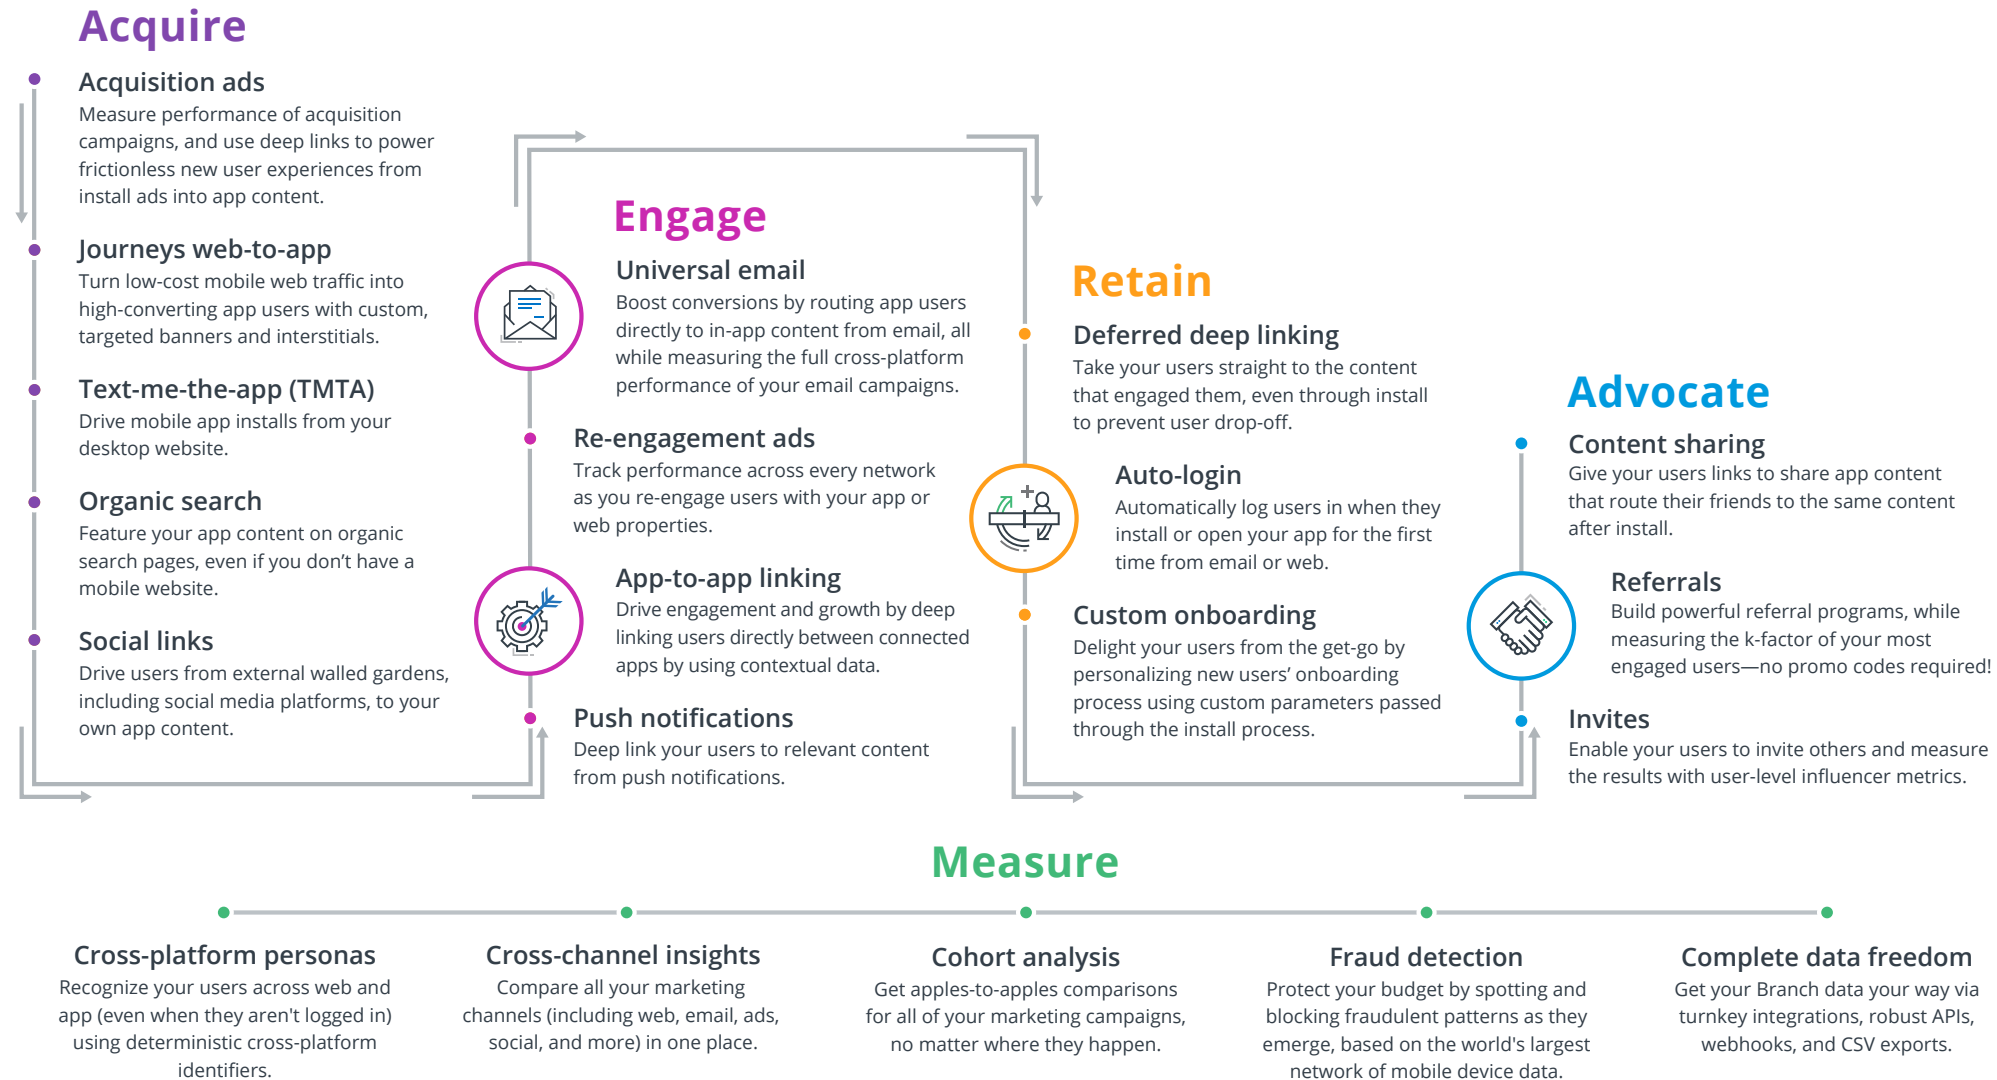 Acquire
Acquisition ads
Measure performance of acquisition
campaigns, and use deep links to power
frictionless new user experiences from
install ads into app content.
Journeys web-to-app
Turn low-cost mobile web traffic into
high-converting app users with custom,
targeted banners and interstitials.
Text-me-the-app (TMTA)
Drive mobile app installs from your
desktop website.
Organic search
Feature your app content on organic
search pages, even if you don’t have a
mobile website.
Social links
Drive users from external walled gardens,
including social media platforms, to your
own app content.
Engage
Universal email
Boost conversions by routing app users
directly to in-app content from email, all
while measuring the full cross-platform
performance of your email campaigns.
Re-engagement ads
Track performance across every network
as you re-engage users with your app or
web properties.
App-to-app linking
Drive engagement and growth by deep
linking users directly between connected
apps by using contextual data.
Push notifications
Deep link your users to relevant content
from push notifications.
Retain
Deferred deep linking
Take your users straight to the content
that engaged them, even through install
to prevent user drop-off.
Auto-login
Automatically log users in when they
install or open your app for the first
time from email or web.
Custom onboarding
Delight your users from the get-go by
personalizing new users’ onboarding
process using custom parameters passed
through the install process.
Advocate
Content sharing
Give your users links to share app content
that route their friends to the same content
after install.
Referrals
Build powerful referral programs, while
measuring the k-factor of your most
engaged users—no promo codes required!
Invites
Enable your users to invite others and measure
the results with user-level influencer metrics.
Measure
Cross-platform personas
Recognize your users across web and
app (even when they aren't logged in)
using deterministic cross-platform
identifiers.
Cross-channel insights
Compare all your marketing
channels (including web, email, ads,
social, and more) in one place.
Cohort analysis
Get apples-to-apples comparisons
for all of your marketing campaigns,
no matter where they happen.
Fraud detection
Protect your budget by spotting and
blocking fraudulent patterns as they
emerge, based on the world's largest
network of mobile device data.
Complete data freedom
Get your Branch data your way via
turnkey integrations, robust APIs,
webhooks, and CSV exports.